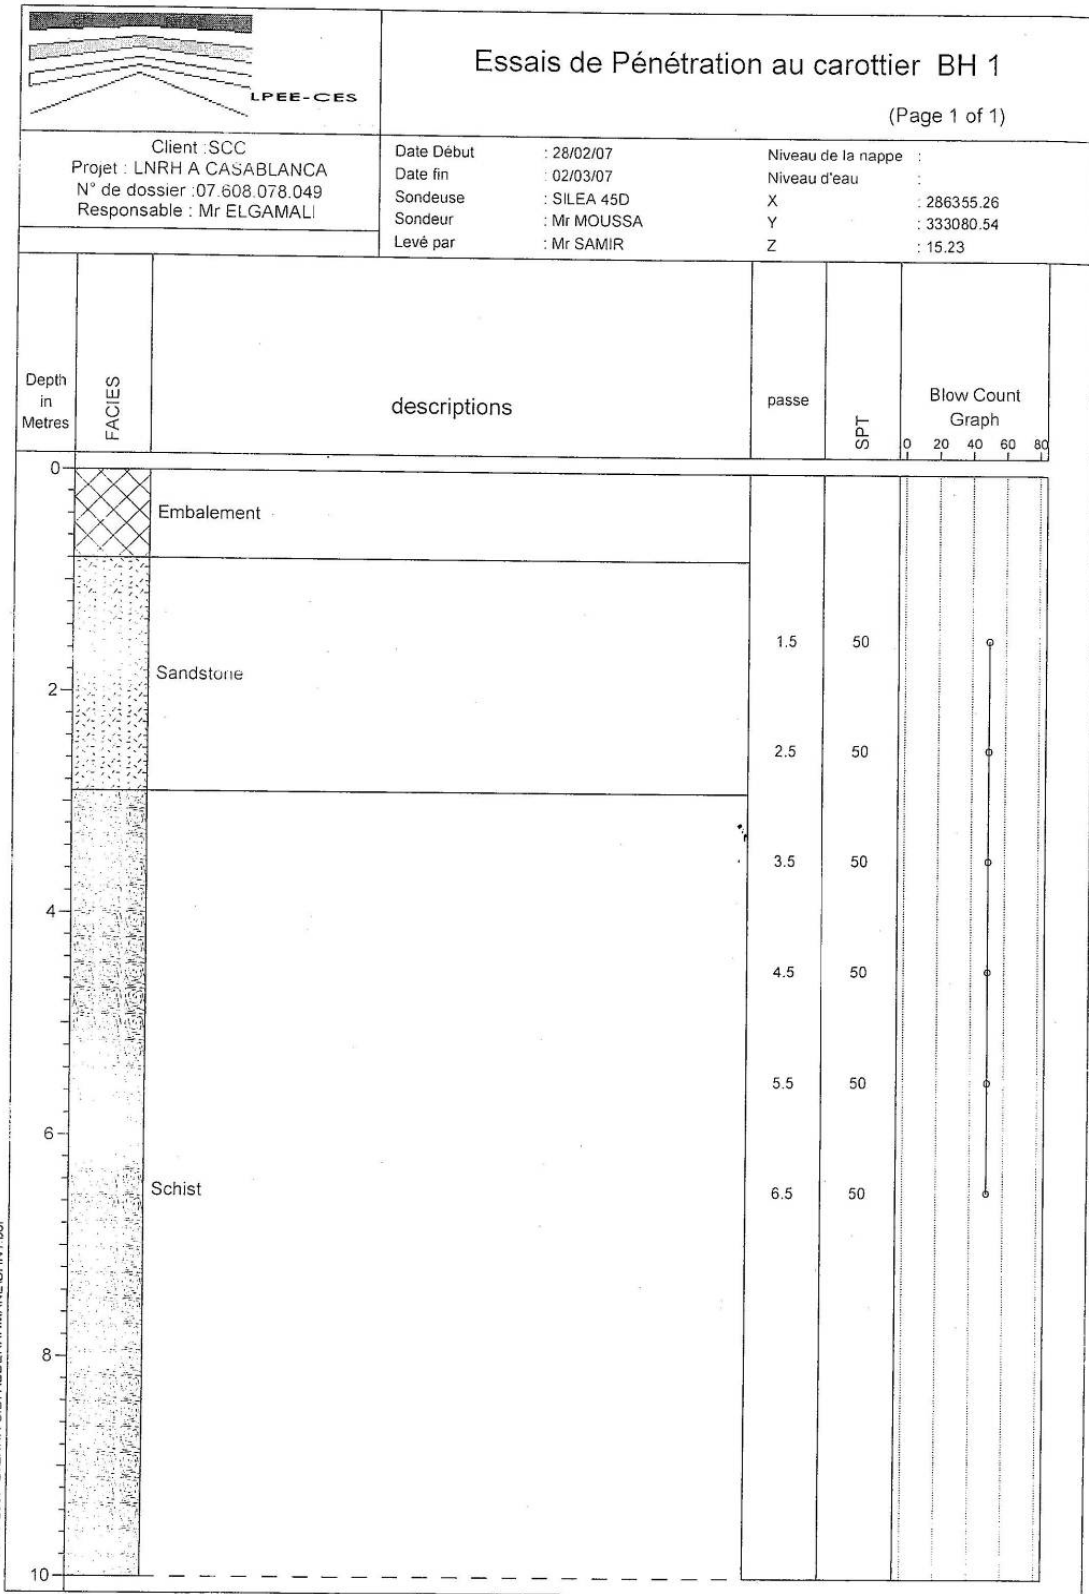 LPEE-CES
Essais de Pénétration au carottier BH 1
(Page 1 of 1)
Client :SCC
Projet : LNRH A CASABLANCA
N° de dossier :07.608.078.049
Responsable : Mr ELGAMALI
Date Début : 28/02/07
Date fin : 02/03/07
Sondeuse : SILEA 45D
Sondeur : Mr MOUSSA
Levé par : Mr SAMIR
Niveau de la nappe :
Niveau d'eau :
X : 286355.26
Y : 333080.54
Z : 15.23
Depth
in
Metres
FACIES
descriptions
passe
SPT
Blow Count
Graph
0 20 40 60 80
0
Embalement
1.5 50
Sandstone
2
2.5 50
3.5 50
4
4.5 50
5.5 50
6
Schist
6.5 50
8
10